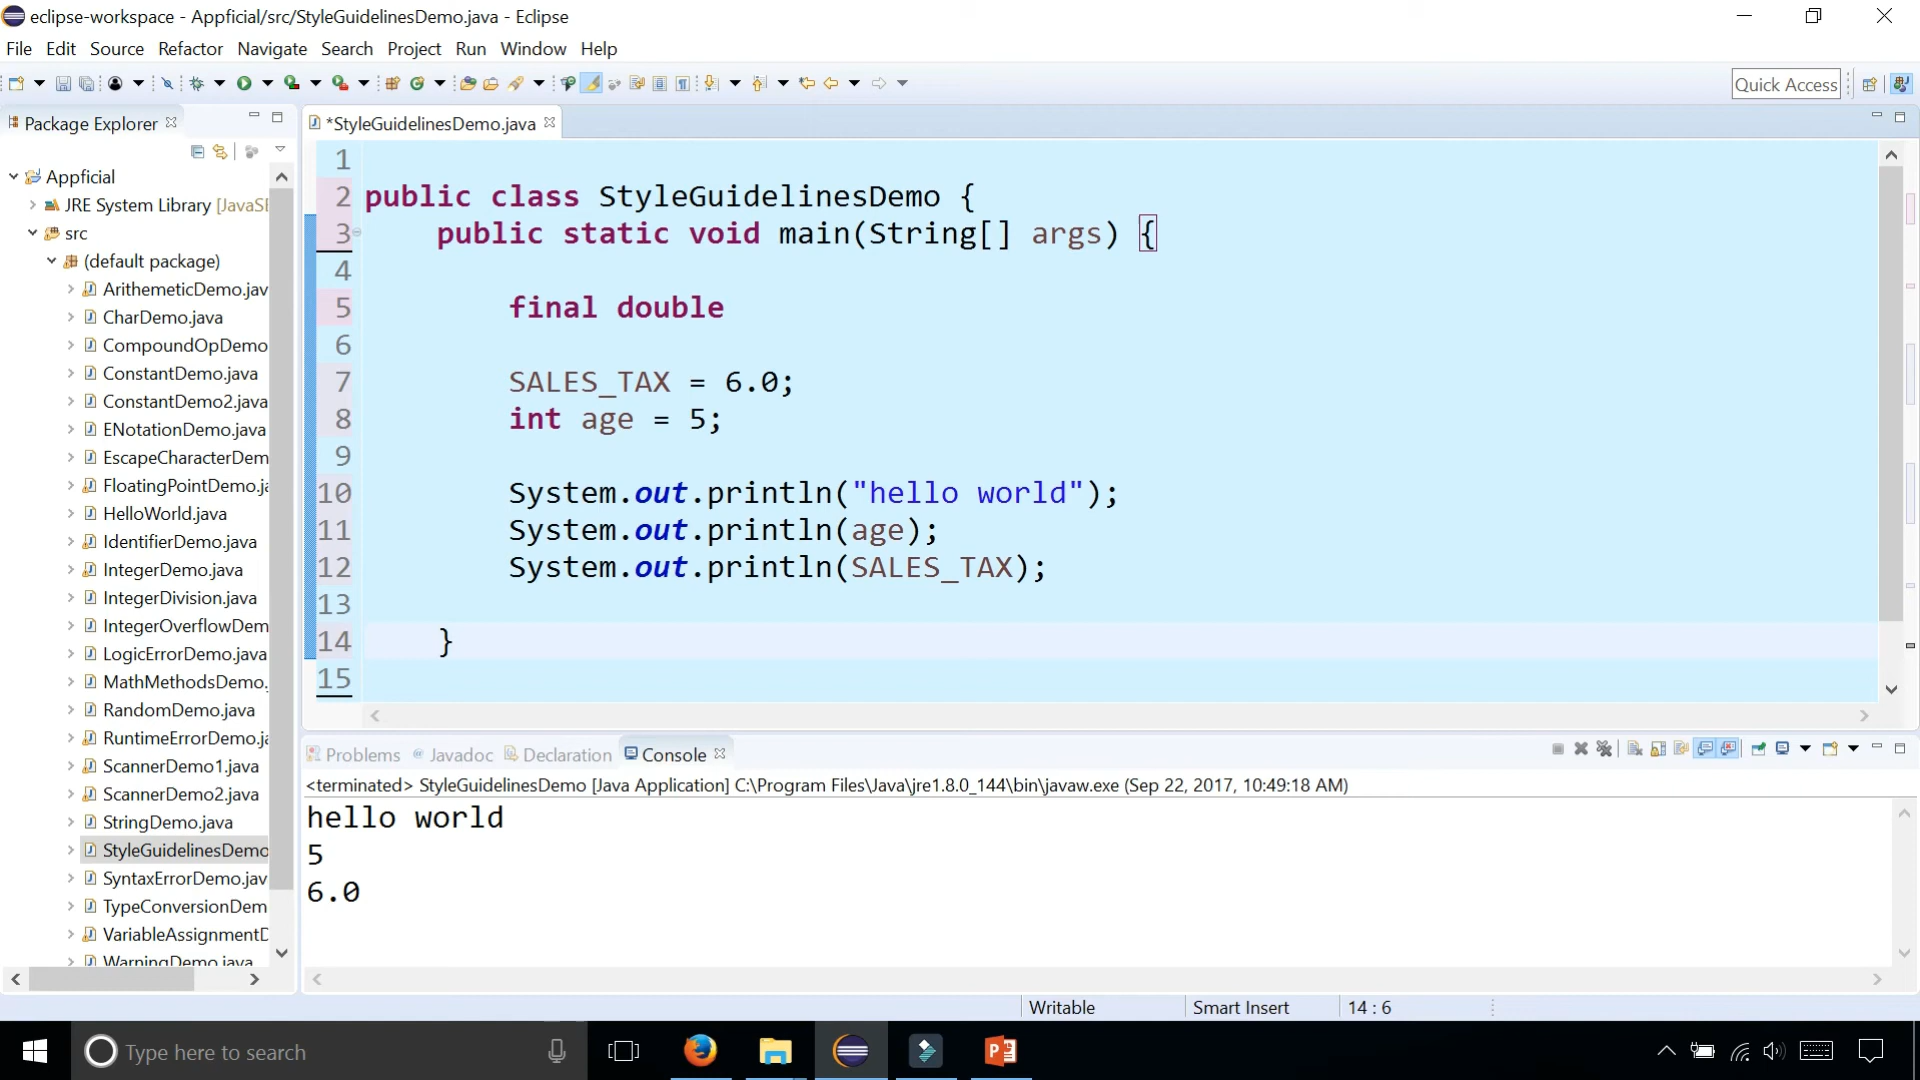 eclipse-workspace - Appficial/src/StyleGuidelinesDemo.java - Eclipse
File Edit Source Refactor Navigate Search Project Run Window Help
Quick Access
Package Explorer
*StyleGuidelinesDemo.java
Appficial
JRE System Library [JavaSE
src
(default package)
ArithemeticDemo.jav
CharDemo.java
CompoundOpDemo
ConstantDemo.java
ConstantDemo2.java
ENotationDemo.java
EscapeCharacterDem
FloatingPointDemo.ja
HelloWorld.java
IdentifierDemo.java
IntegerDemo.java
IntegerDivision.java
IntegerOverflowDem
LogicErrorDemo.java
MathMethodsDemo.
RandomDemo.java
RuntimeErrorDemo.ja
ScannerDemo1.java
ScannerDemo2.java
StringDemo.java
StyleGuidelinesDemo
SyntaxErrorDemo.jav
TypeConversionDem
VariableAssignmentD
WarningDemo.java
1
2 public class StyleGuidelinesDemo {
3 public static void main(String[] args) {
4
5 final double
6
7 SALES_TAX = 6.0;
8 int age = 5;
9
10 System.out.println("hello world");
11 System.out.println(age);
12 System.out.println(SALES_TAX);
13
14 }
15
Problems Javadoc Declaration Console
<terminated> StyleGuidelinesDemo [Java Application] C:\Program Files\Java\jre1.8.0_144\bin\javaw.exe (Sep 22, 2017, 10:49:18 AM)
hello world
5
6.0
Writable Smart Insert 14 : 6
Type here to search